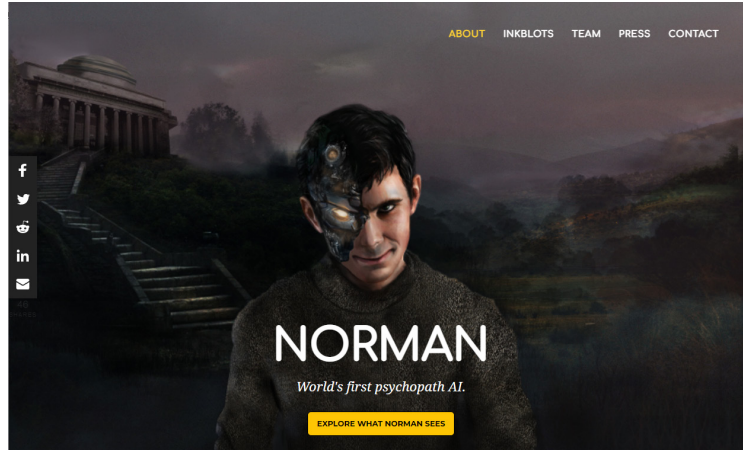 ABOUT INKBLOTS TEAM PRESS CONTACT
NORMAN
World's first psychopath AI.
EXPLORE WHAT NORMAN SEES